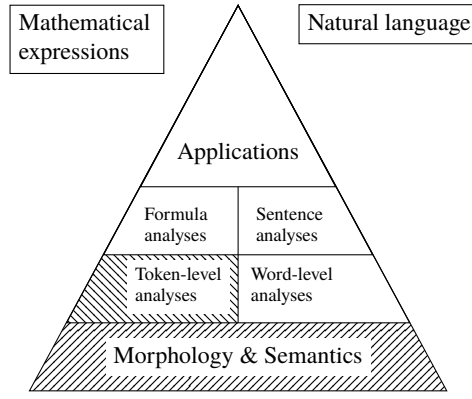 Mathematical
expressions
Natural language
Applications
Formula
analyses
Sentence
analyses
Token-level
analyses
Word-level
analyses
Morphology & Semantics